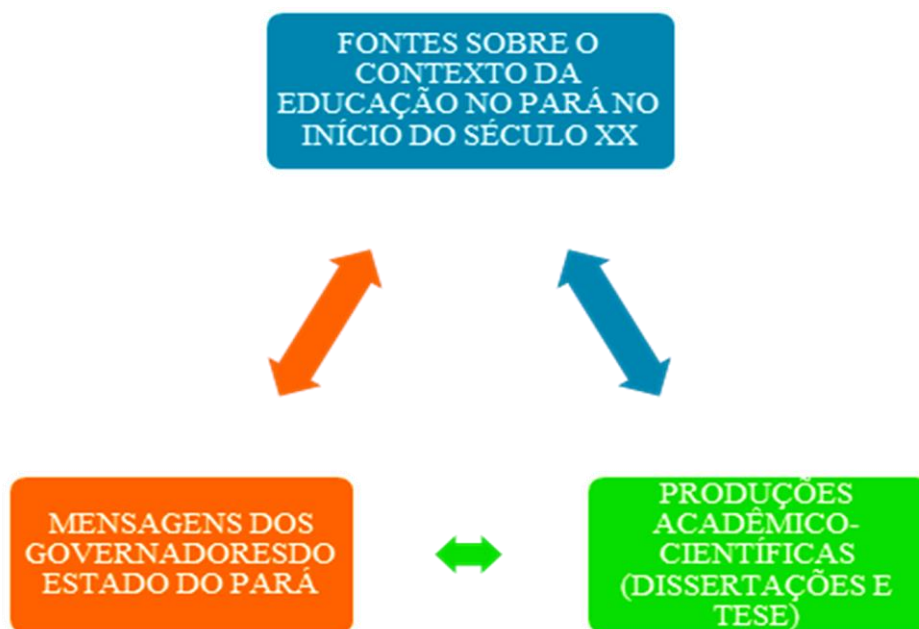 FONTES SOBRE O
CONTEXTO DA
EDUCAÇÃO NO PARÁ NO
INÍCIO DO SÉCULO XX
MENSAGENS DOS
GOVERNADORESDO
ESTADO DO PARÁ
PRODUÇÕES
ACADÊMICO-
CIENTÍFICAS
(DISSERTAÇÕES E
TESE)